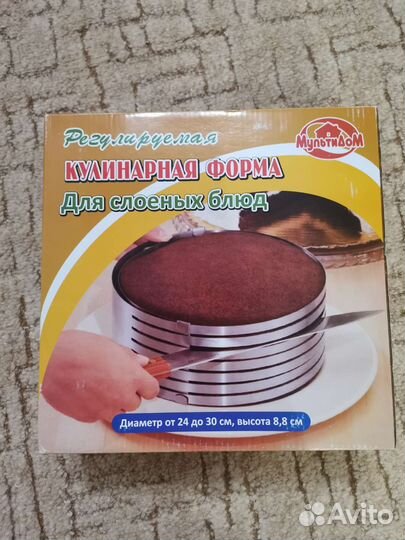 Регулируемая
МультиДоМ
КУЛИНАРНАЯ ФОРМА
Для слоеных блюд
Диаметр от 24 до 30 см, высота 8,8 см
Avito